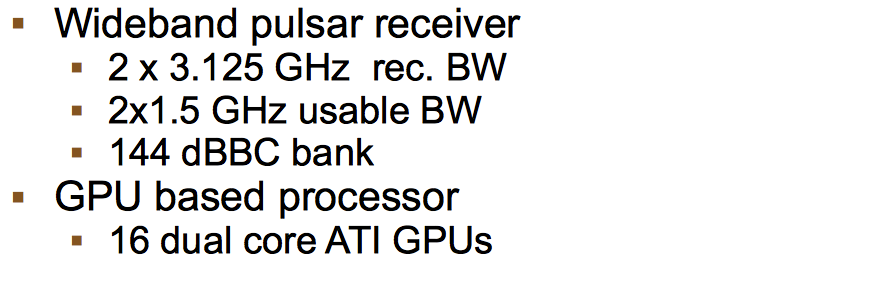 Wideband pulsar receiver
2 x 3.125 GHz rec. BW
2x1.5 GHz usable BW
144 dBBC bank
GPU based processor
16 dual core ATI GPUs